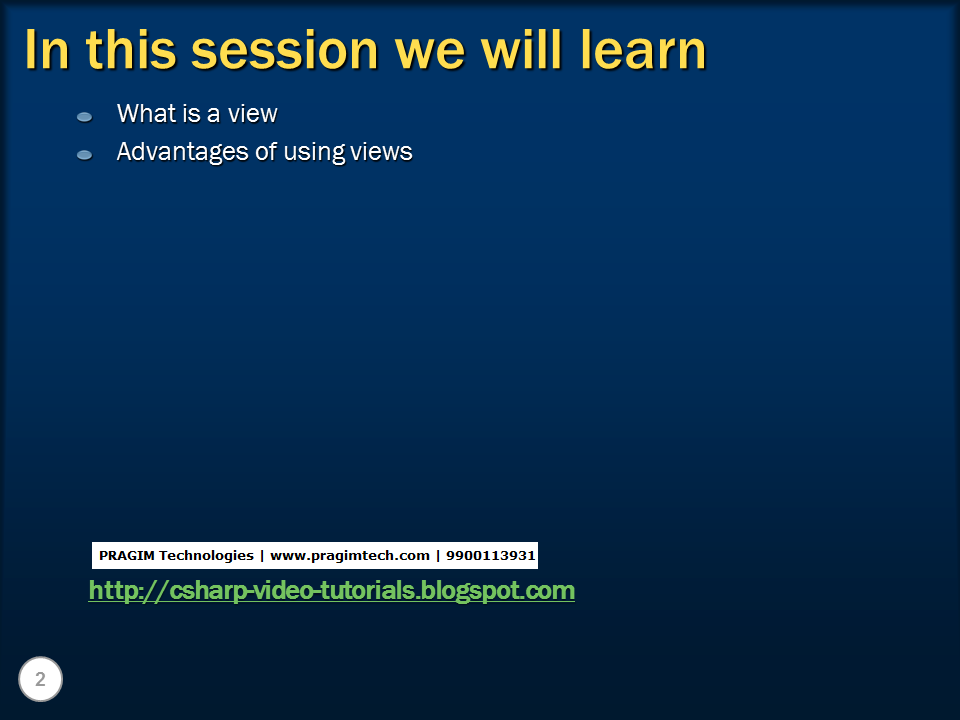 In this session we will learn
What is a view
Advantages of using views
PRAGIM Technologies | www.pragimtech.com | 9900113931
http://csharp-video-tutorials.blogspot.com
2